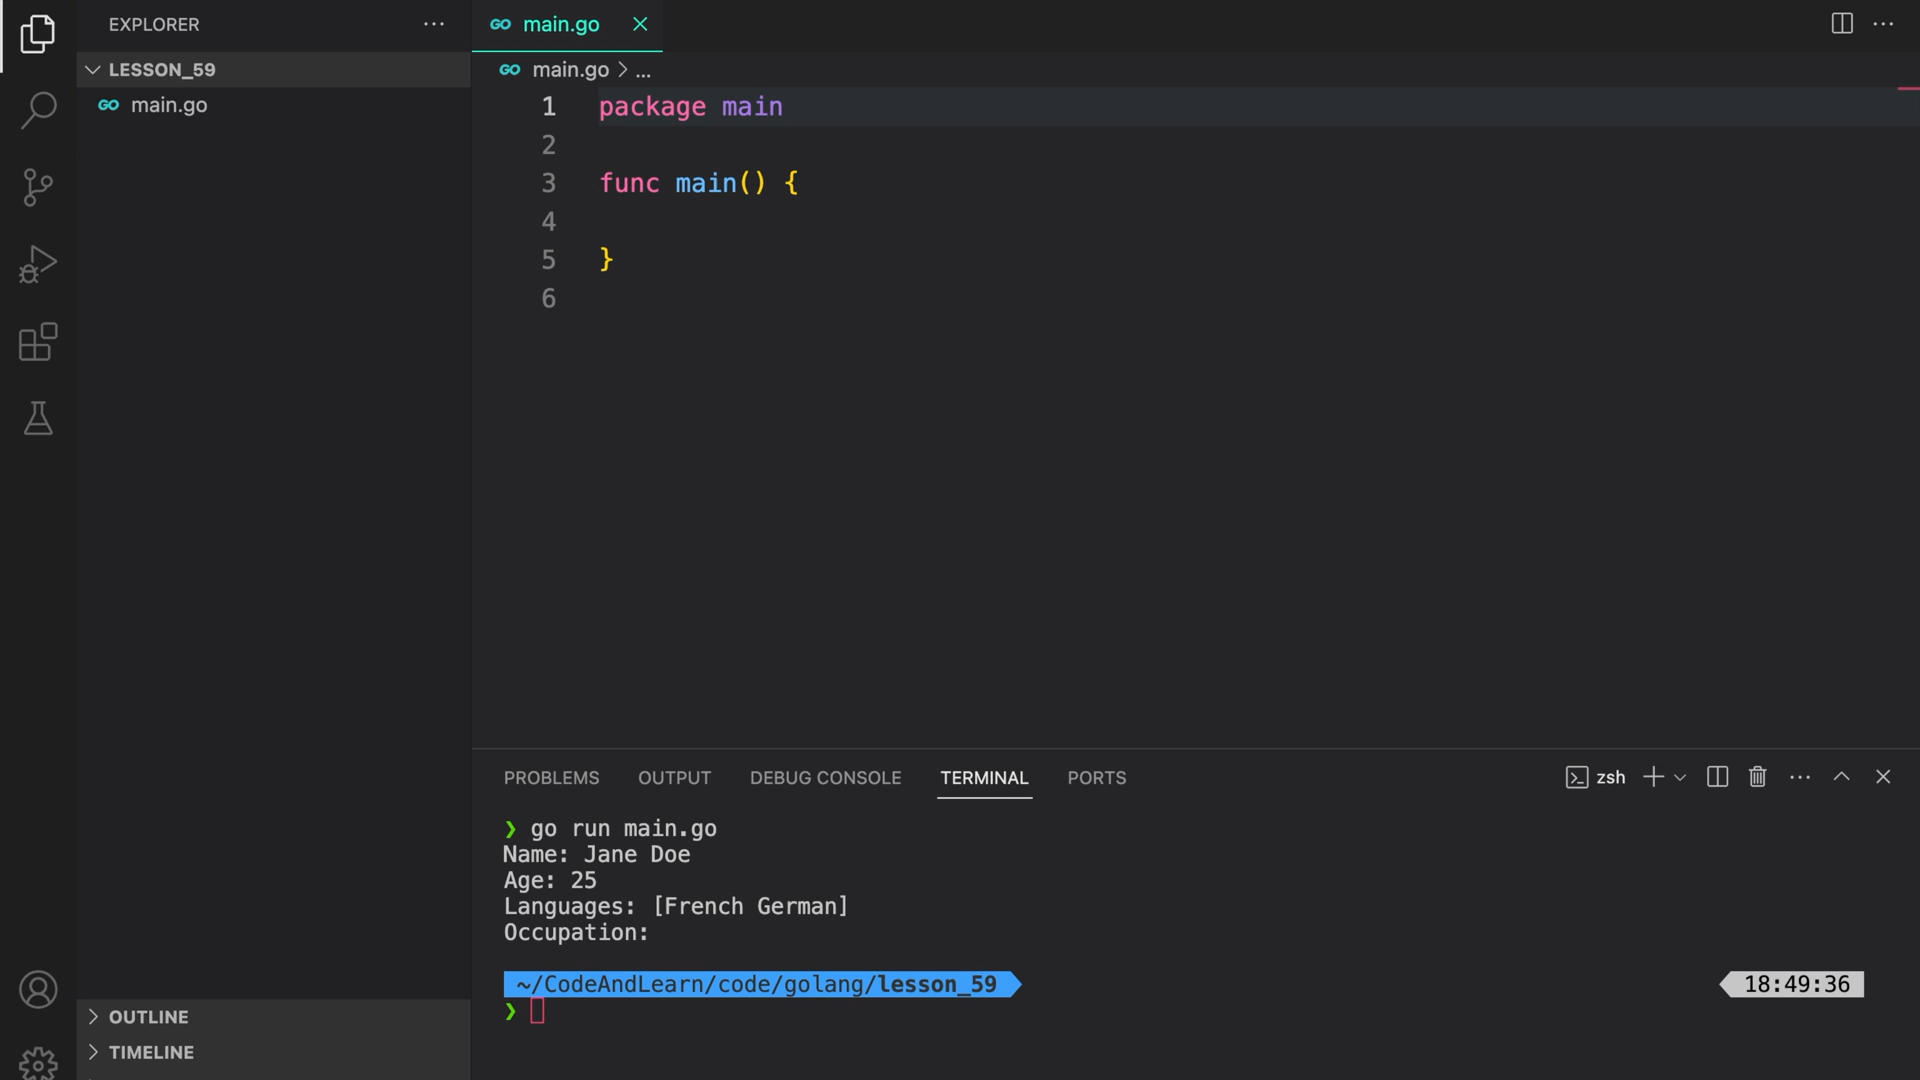 EXPLORER
LESSON_59
GO main.go
OUTLINE
TIMELINE
GO main.go
GO main.go > ...
1 package main
2
3 func main() {
4
5 }
6
PROBLEMS OUTPUT DEBUG CONSOLE TERMINAL PORTS
zsh
❯ go run main.go
Name: Jane Doe
Age: 25
Languages: [French German]
Occupation:
~/CodeAndLearn/code/golang/lesson_59 18:49:36
❯